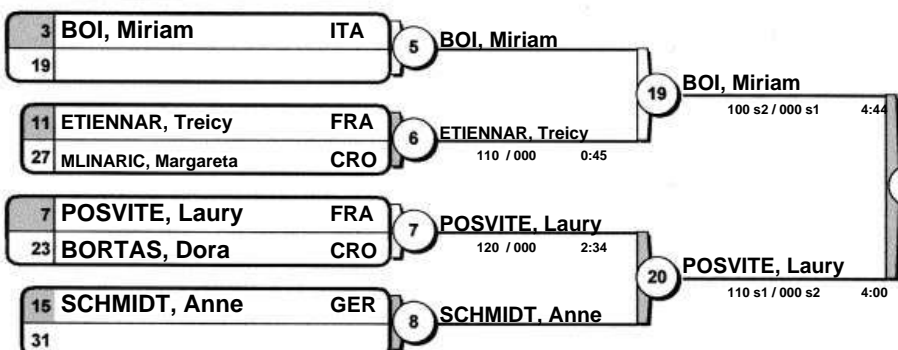 3 BOI, Miriam ITA
19
5 BOI, Miriam
11 ETIENNAR, Treicy FRA
27 MLINARIC, Margareta CRO
6 ETIENNAR, Treicy
110 / 000 0:45
19 BOI, Miriam
100 s2 / 000 s1 4:44
7 POSVITE, Laury FRA
23 BORTAS, Dora CRO
7 POSVITE, Laury
120 / 000 2:34
15 SCHMIDT, Anne GER
31
8 SCHMIDT, Anne
20 POSVITE, Laury
110 s1 / 000 s2 4:00